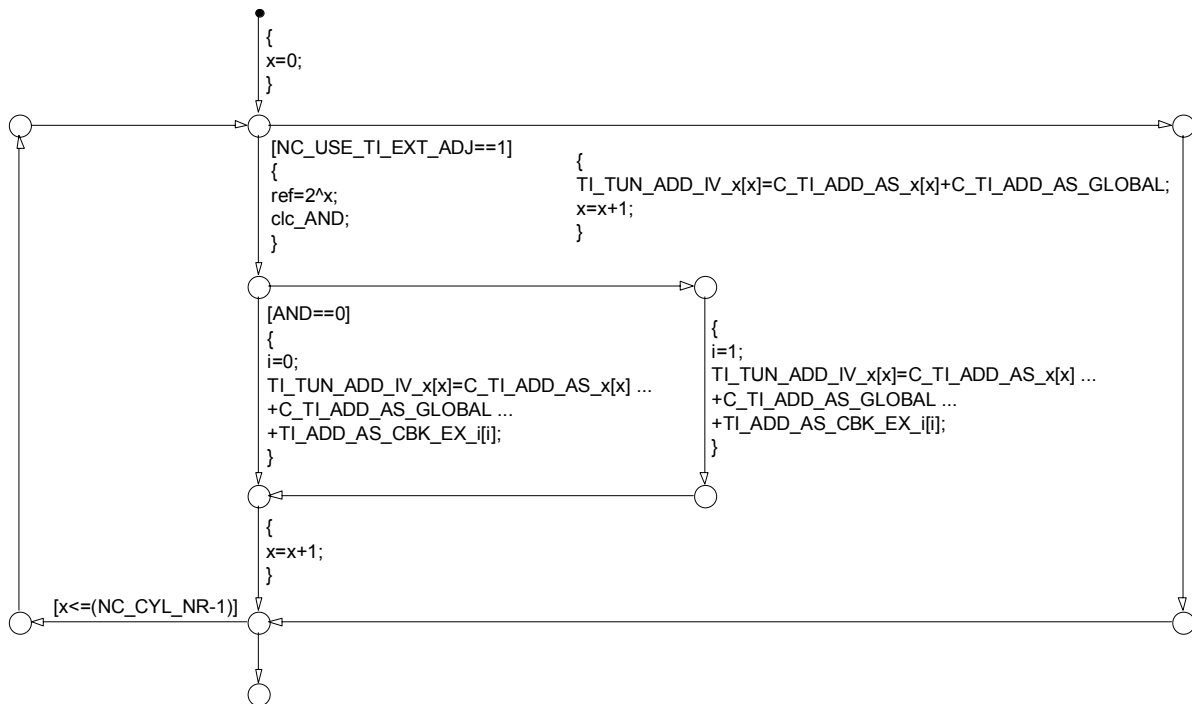 {
x=0;
}
[NC_USE_TI_EXT_ADJ==1]
{
ref=2^x;
clc_AND;
}
{
TI_TUN_ADD_IV_x[x]=C_TI_ADD_AS_x[x]+C_TI_ADD_AS_GLOBAL;
x=x+1;
}
[AND==0]
{
i=0;
TI_TUN_ADD_IV_x[x]=C_TI_ADD_AS_x[x] ...
+C_TI_ADD_AS_GLOBAL ...
+TI_ADD_AS_CBK_EX_i[i];
}
{
i=1;
TI_TUN_ADD_IV_x[x]=C_TI_ADD_AS_x[x] ...
+C_TI_ADD_AS_GLOBAL ...
+TI_ADD_AS_CBK_EX_i[i];
}
{
x=x+1;
}
[x<=(NC_CYL_NR-1)]